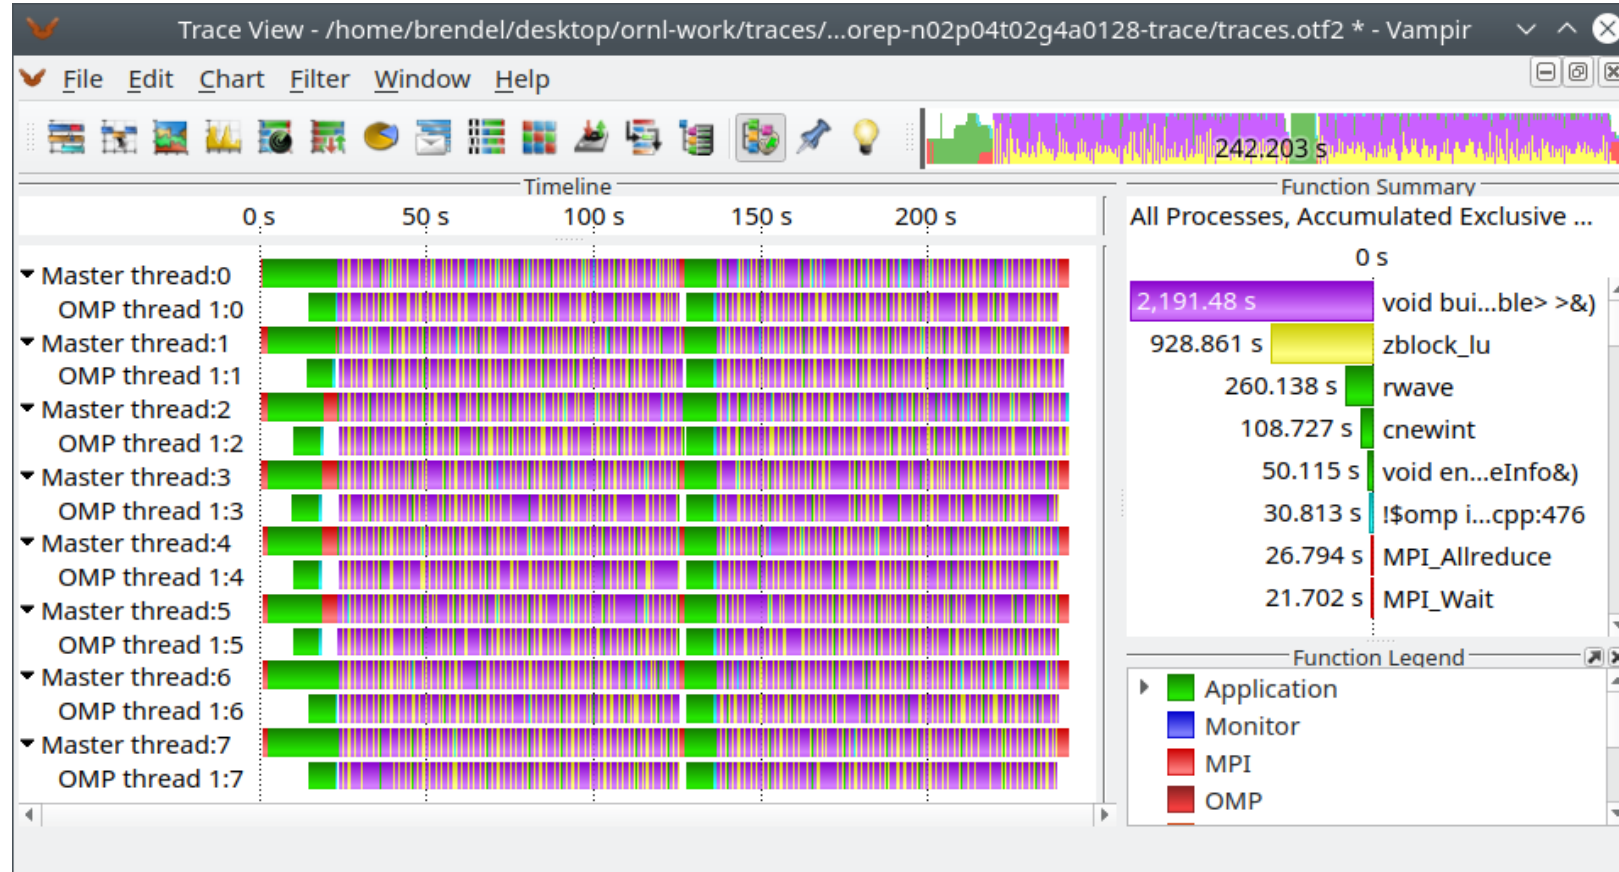 Trace View - /home/brendel/desktop/ornl-work/traces/...orep-n02p04t02g4a0128-trace/traces.otf2 * - Vampir
File Edit Chart Filter Window Help
242.203 s
Timeline
0 s 50 s 100 s 150 s 200 s
Master thread:0
OMP thread 1:0
Master thread:1
OMP thread 1:1
Master thread:2
OMP thread 1:2
Master thread:3
OMP thread 1:3
Master thread:4
OMP thread 1:4
Master thread:5
OMP thread 1:5
Master thread:6
OMP thread 1:6
Master thread:7
OMP thread 1:7
Function Summary
All Processes, Accumulated Exclusive ...
0 s
2,191.48 s void bui...ble> >&)
928.861 s zblock_lu
260.138 s rwave
108.727 s cnewint
50.115 s void en...eInfo&)
30.813 s !$omp i...cpp:476
26.794 s MPI_Allreduce
21.702 s MPI_Wait
Function Legend
Application
Monitor
MPI
OMP